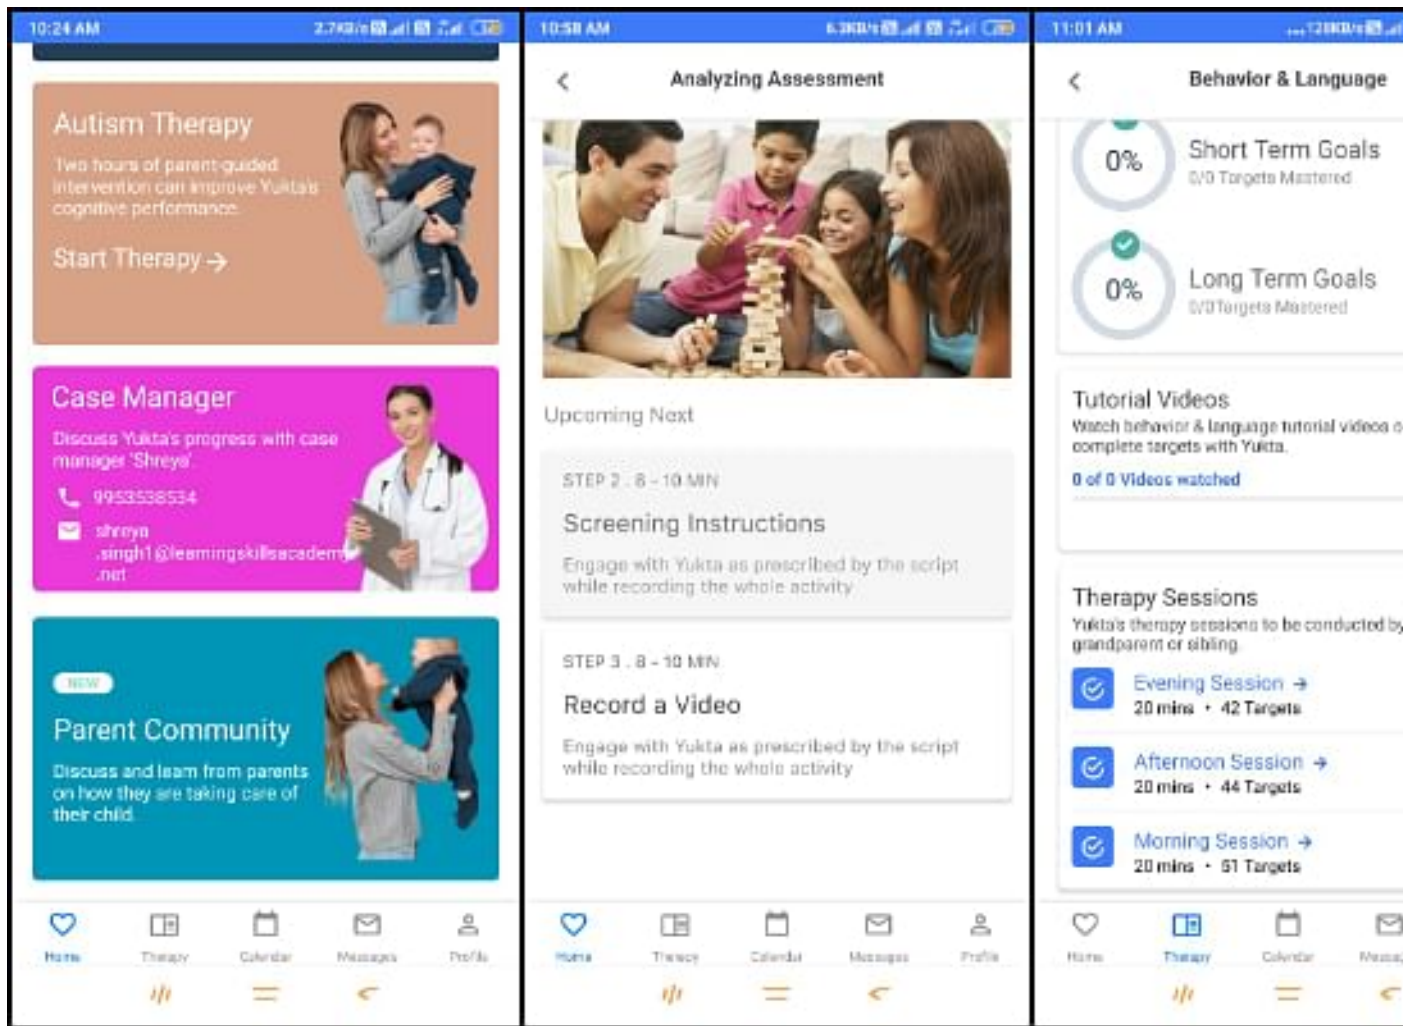 10:24 AM
2.7KB/s
Autism Therapy
Two hours of parent-guided
intervention can improve Yukta's
cognitive performance.
Start Therapy →
Case Manager
Discuss Yukta's progress with case
manager 'Shreya'.
9953538534
shreya
.singh1@learningskillsacademy
.net
NEW
Parent Community
Discuss and learn from parents
on how they are taking care of
their child.
Home
Therapy
Calendar
Messages
Profile
10:58 AM
6.3KB/s
Analyzing Assessment
Upcoming Next
STEP 2 . 8 - 10 MIN
Screening Instructions
Engage with Yukta as prescribed by the script
while recording the whole activity
STEP 3 . 8 - 10 MIN
Record a Video
Engage with Yukta as prescribed by the script
while recording the whole activity
Home
Therapy
Calendar
Messages
Profile
11:01 AM
...128KB/s
Behavior & Language
0%
Short Term Goals
0/0 Targets Mastered
0%
Long Term Goals
0/0Targets Mastered
Tutorial Videos
Watch behavior & language tutorial videos
complete targets with Yukta.
0 of 0 Videos watched
Therapy Sessions
Yukta's therapy sessions to be conducted by
grandparent or sibling.
Evening Session →
20 mins • 42 Targets
Afternoon Session →
20 mins • 44 Targets
Morning Session →
20 mins • 51 Targets
Home
Therapy
Calendar